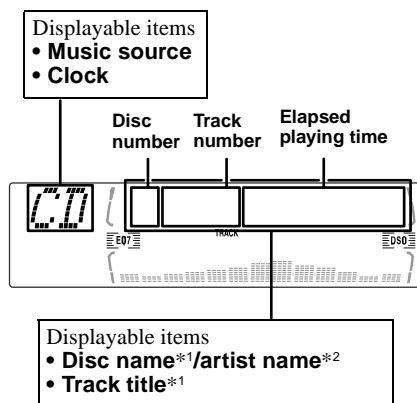 Displayable items
• Music source
• Clock
Disc number
Track number
Elapsed playing time
CD
EQ7
TRACK
DSO
Displayable items
• Disc name*1/artist name*2
• Track title*1